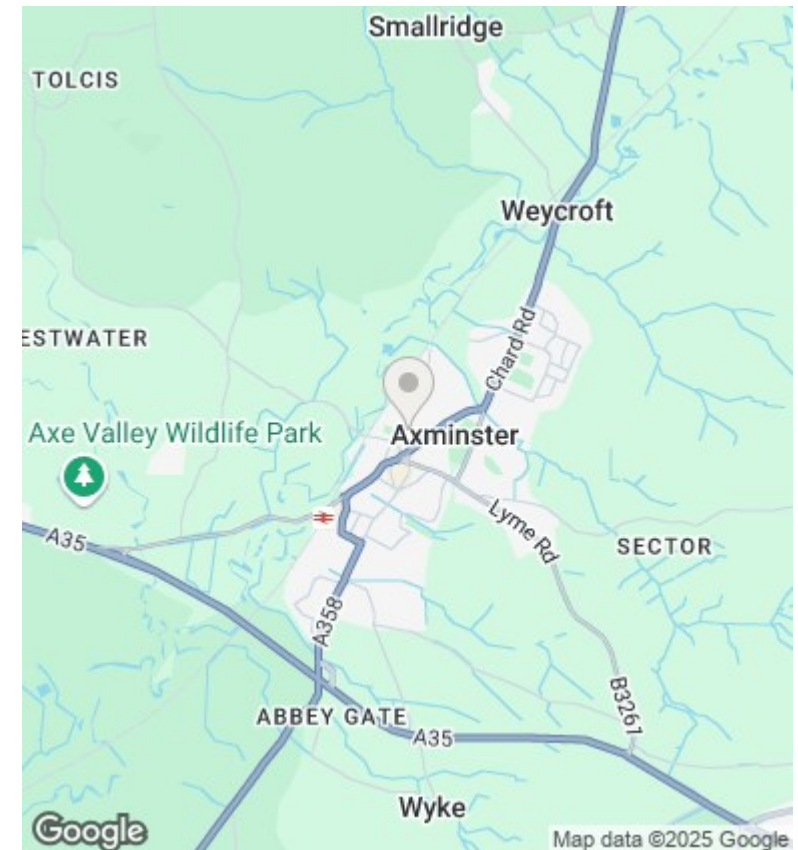 Smallridge
TOLCIS
Weycroft
ESTWATER
Chard Rd
Axe Valley Wildlife Park
Axminster
Lyme Rd
A35
SECTOR
A358
B3261
ABBEY GATE
A35
Wyke
Google
Map data ©2025 Google